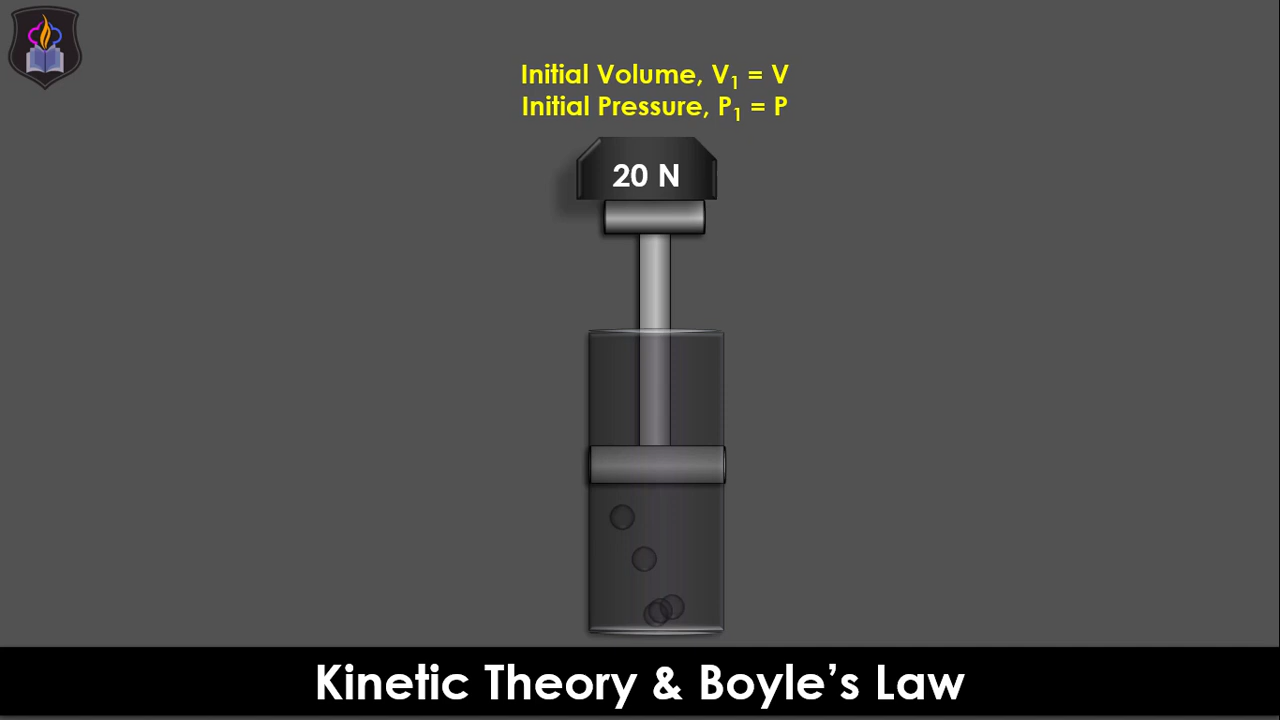 Initial Volume, V₁ = V
Initial Pressure, P₁ = P
20 N
Kinetic Theory & Boyle’s Law